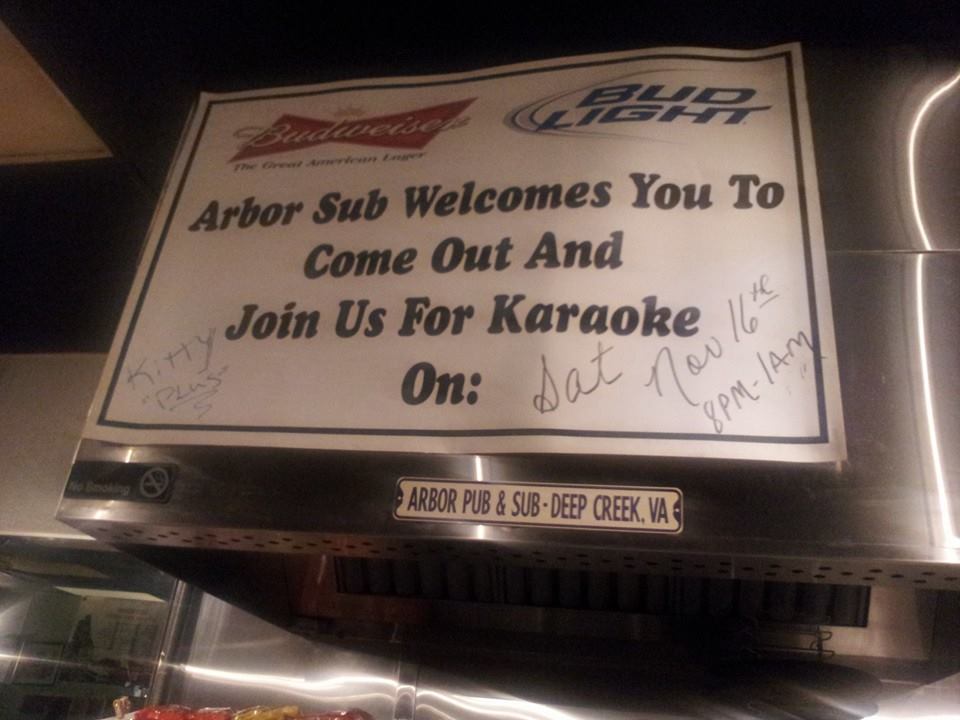 Budweiser
The Great American Lager
BUD
LIGHT
Arbor Sub Welcomes You To
Come Out And
Join Us For Karaoke
On: Sat Nov 16th
8PM-1AM
Kitty
"PLUS"
No Smoking
ARBOR PUB & SUB - DEEP CREEK, VA